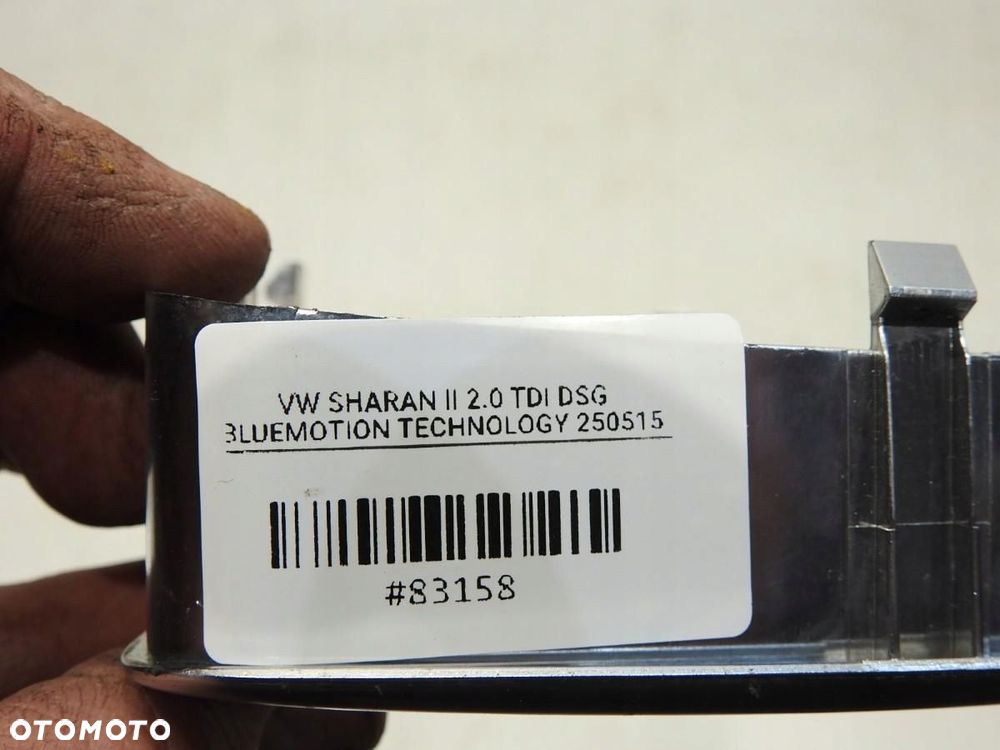 VW SHARAN II 2.0 TDI DSG
BLUEMOTION TECHNOLOGY 250515
#83158
OTOMOTO